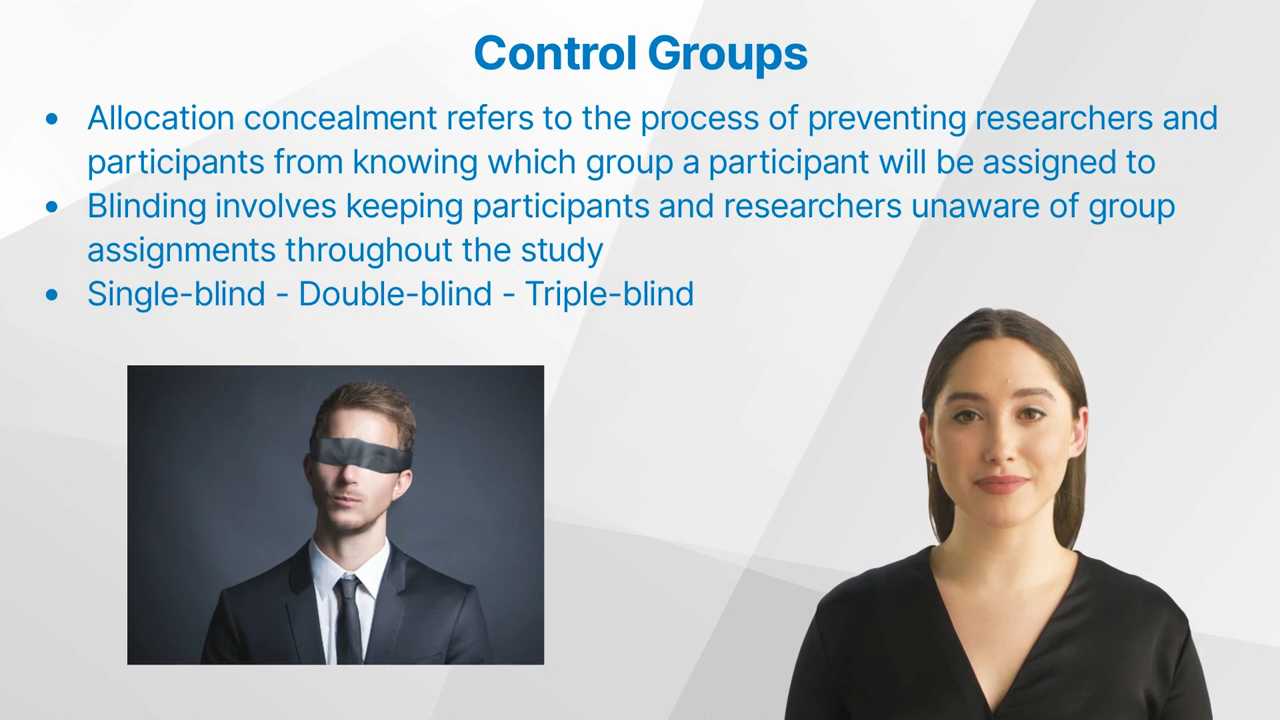 Control Groups
• Allocation concealment refers to the process of preventing researchers and
participants from knowing which group a participant will be assigned to
• Blinding involves keeping participants and researchers unaware of group
assignments throughout the study
• Single-blind - Double-blind - Triple-blind